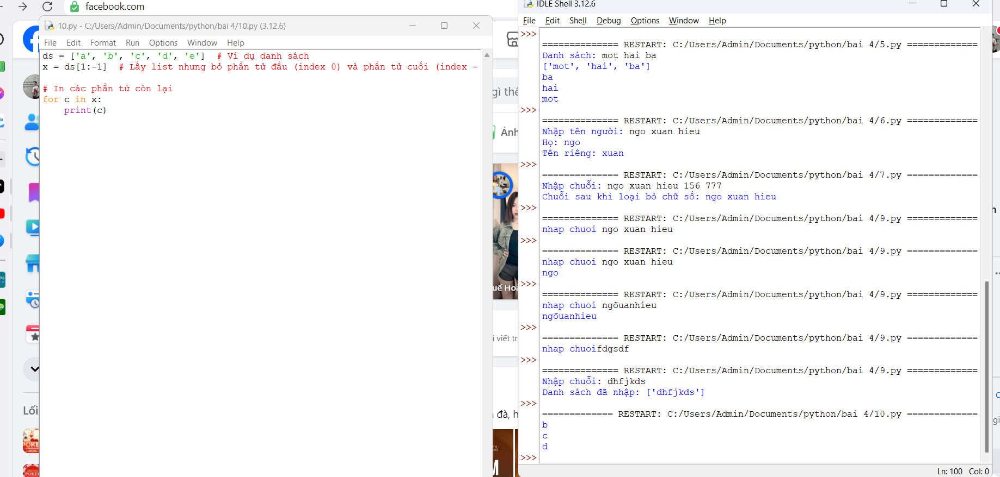 facebook.com
10.py - C:/Users/Admin/Documents/python/bai 4/10.py (3.12.6)
File Edit Format Run Options Window Help
ds = ['a', 'b', 'c', 'd', 'e']  # Ví dụ danh sách
x = ds[1:-1]  # Lấy list nhưng bỏ phần tử đầu (index 0) và phần tử cuối (index -
# In các phần tử còn lại
for c in x:
    print(c)
gì thế
Ảnh
uế Hoà
i viết tr
đà, h
Lối
POKER
IDLE Shell 3.12.6
File Edit Shell Debug Options Window Help
>>>
============== RESTART: C:/Users/Admin/Documents/python/bai 4/5.py =============
Danh sách: mot hai ba
['mot', 'hai', 'ba']
ba
hai
mot
>>>
============== RESTART: C:/Users/Admin/Documents/python/bai 4/6.py =============
Nhập tên người: ngo xuan hieu
Họ: ngo
Tên riêng: xuan
>>>
============== RESTART: C:/Users/Admin/Documents/python/bai 4/7.py =============
Nhập chuỗi: ngo xuan hieu 156 777
Chuỗi sau khi loại bỏ chữ số: ngo xuan hieu
>>>
============== RESTART: C:/Users/Admin/Documents/python/bai 4/9.py =============
nhap chuoi ngo xuan hieu
>>>
============== RESTART: C:/Users/Admin/Documents/python/bai 4/9.py =============
nhap chuoi ngo xuan hieu
ngo
>>>
============== RESTART: C:/Users/Admin/Documents/python/bai 4/9.py =============
nhap chuoi ngõuanhieu
ngõuanhieu
>>>
============== RESTART: C:/Users/Admin/Documents/python/bai 4/9.py =============
nhap chuoifdgsdf
>>>
============== RESTART: C:/Users/Admin/Documents/python/bai 4/9.py =============
Nhập chuỗi: dhfjkds
Danh sách đã nhập: ['dhfjkds']
>>>
============= RESTART: C:/Users/Admin/Documents/python/bai 4/10.py =============
b
c
d
>>>
Ln: 100 Col: 0